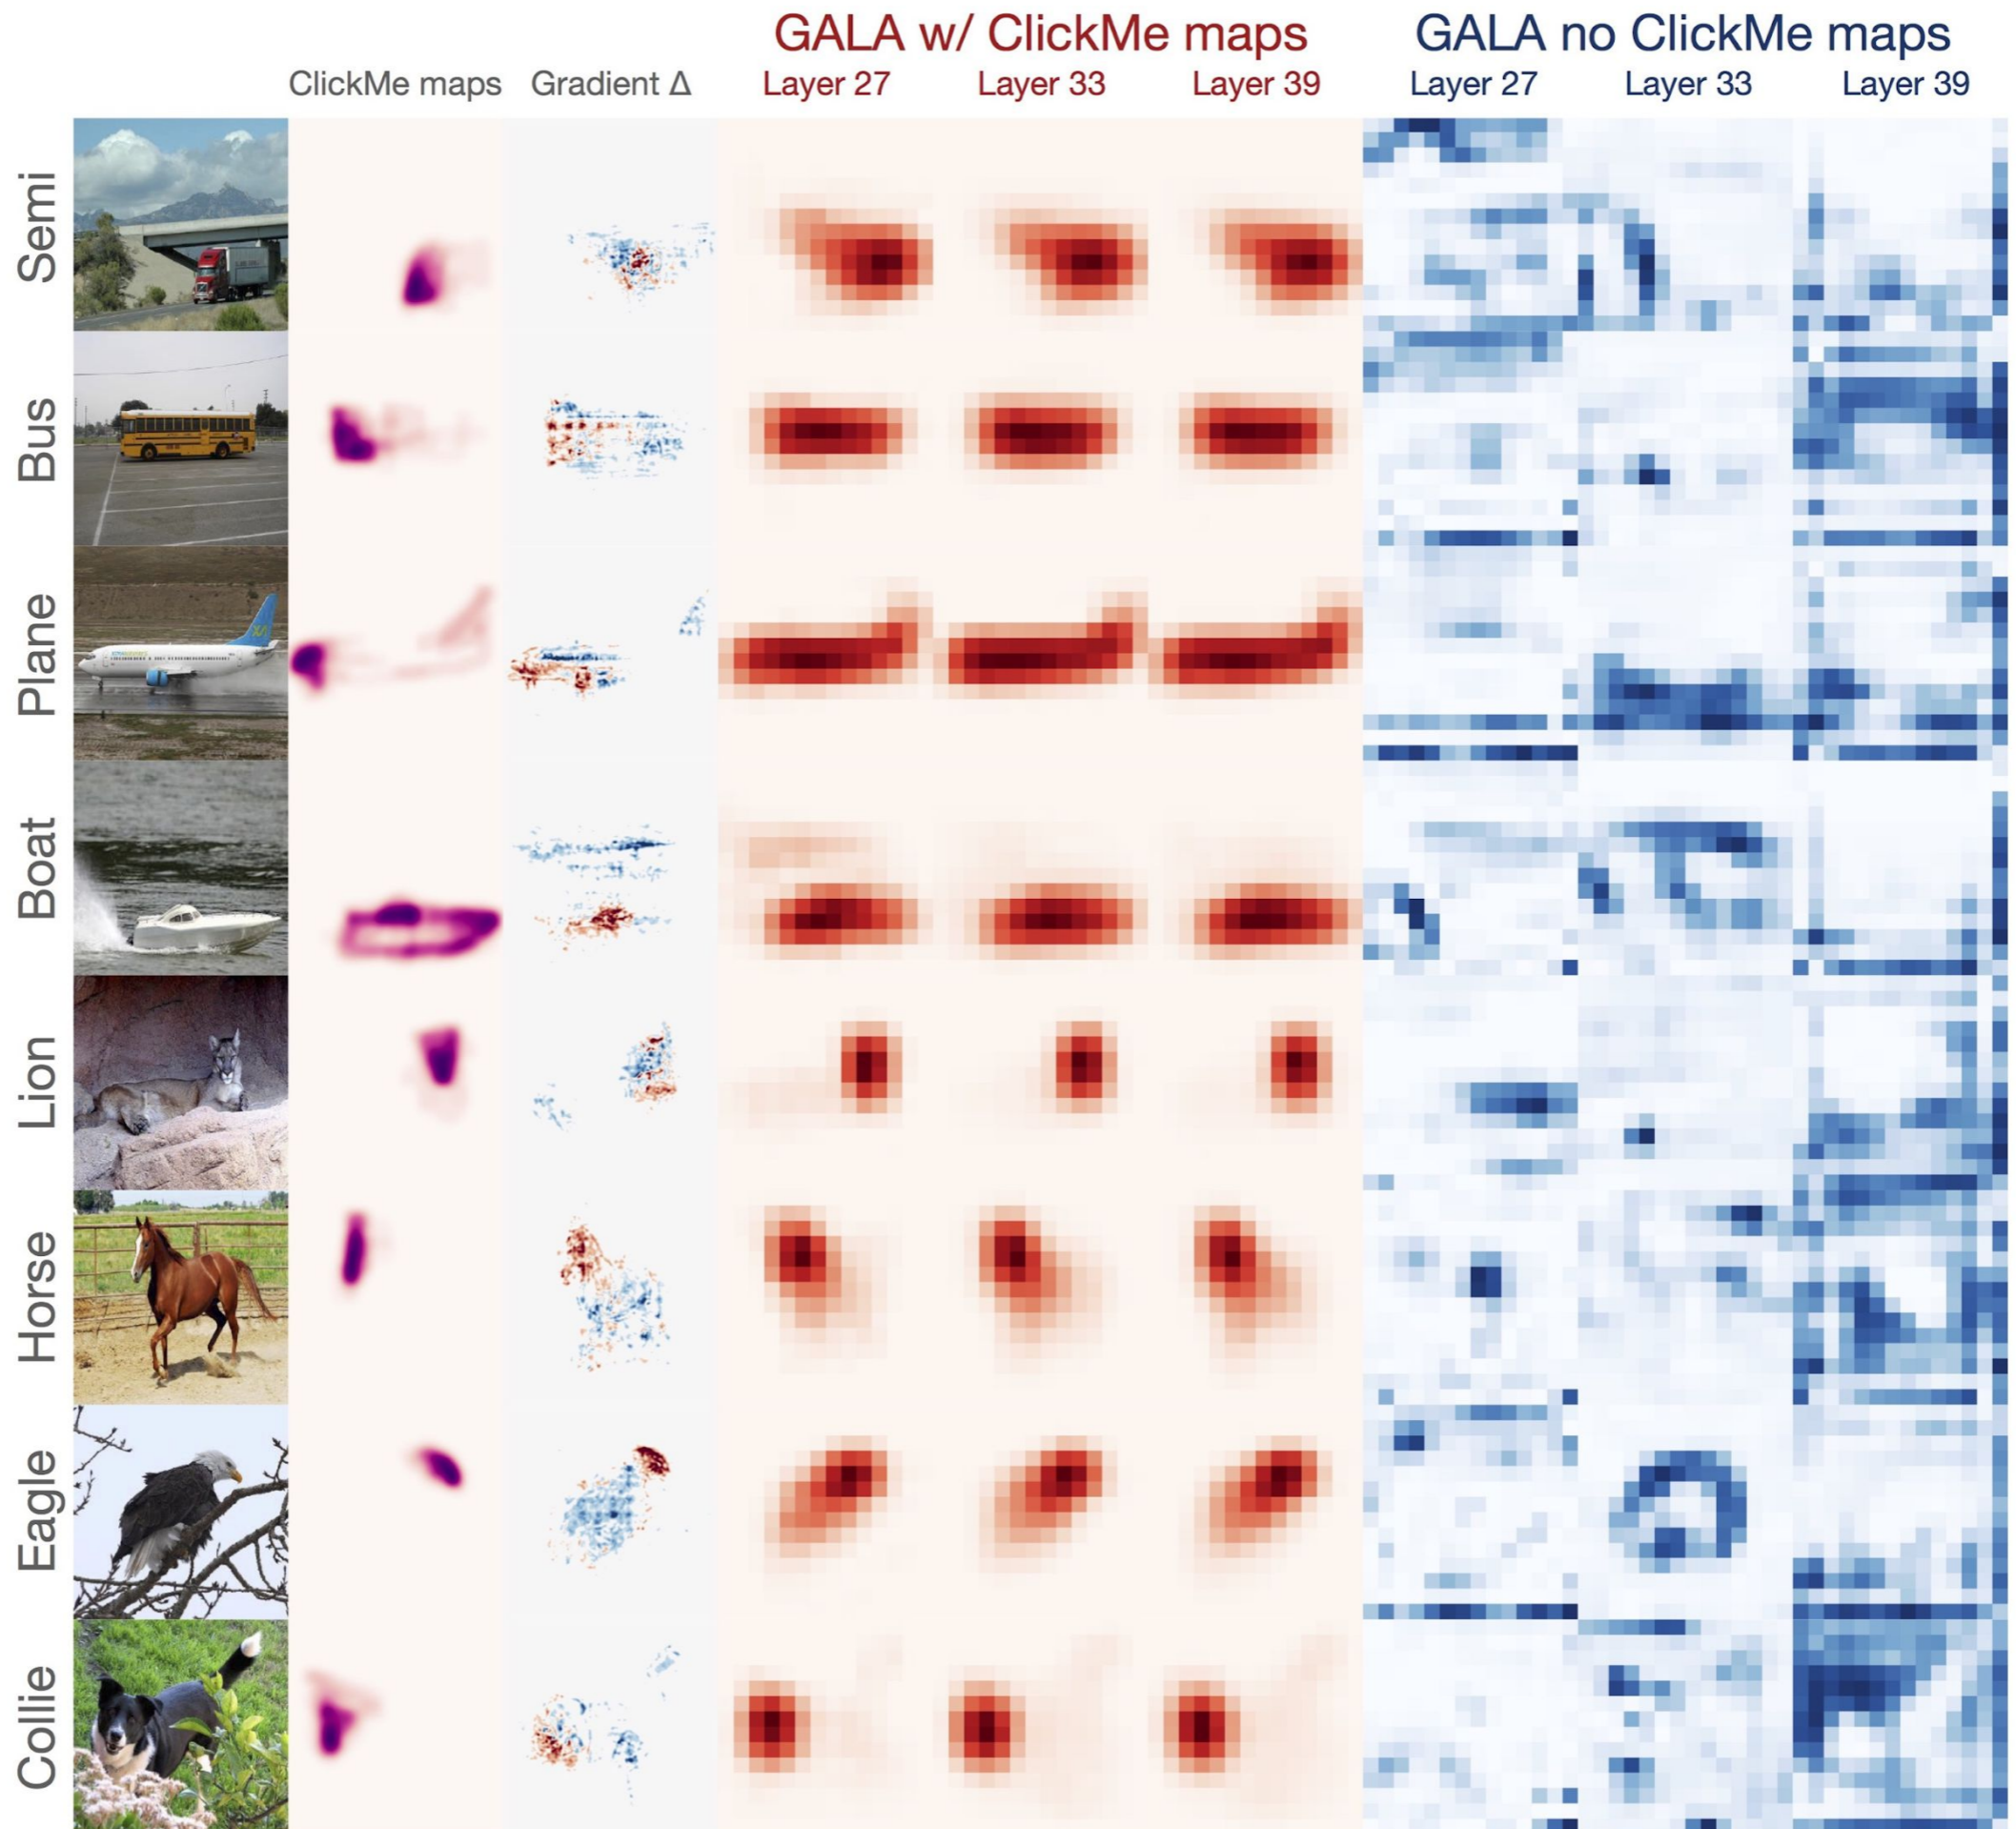 GALA w/ ClickMe maps GALA no ClickMe maps
ClickMe maps Gradient Δ Layer 27 Layer 33 Layer 39 Layer 27 Layer 33 Layer 39
Semi
Bus
Plane
Boat
Lion
Horse
Eagle
Collie